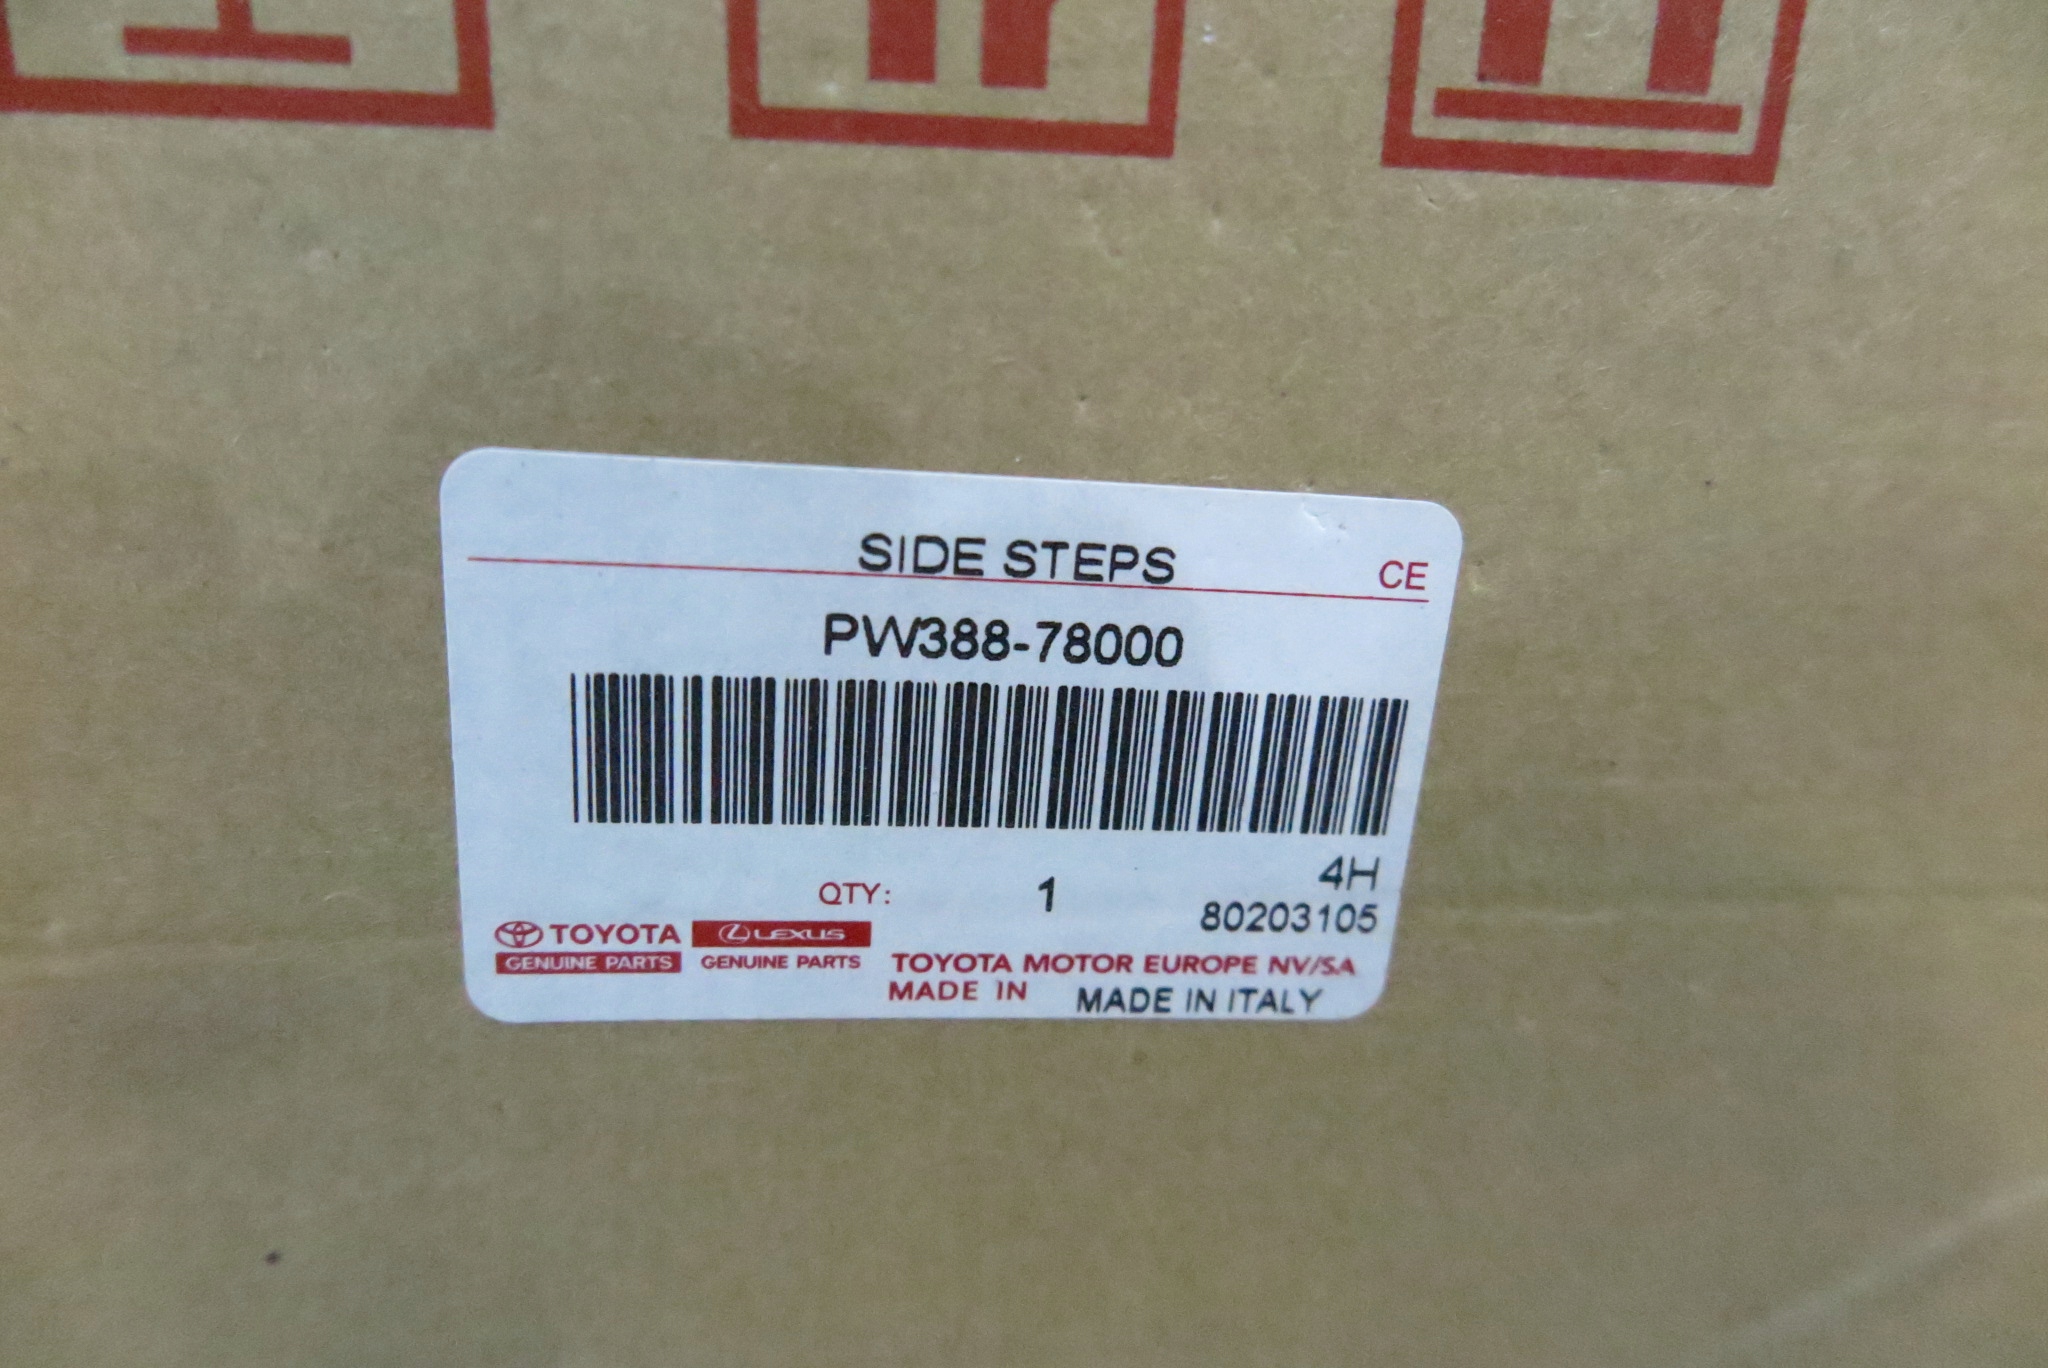 SIDE STEPS
CE
PW388-78000
4H
QTY: 1
80203105
TOYOTA LEXUS
GENUINE PARTS GENUINE PARTS
TOYOTA MOTOR EUROPE NV/SA
MADE IN MADE IN ITALY